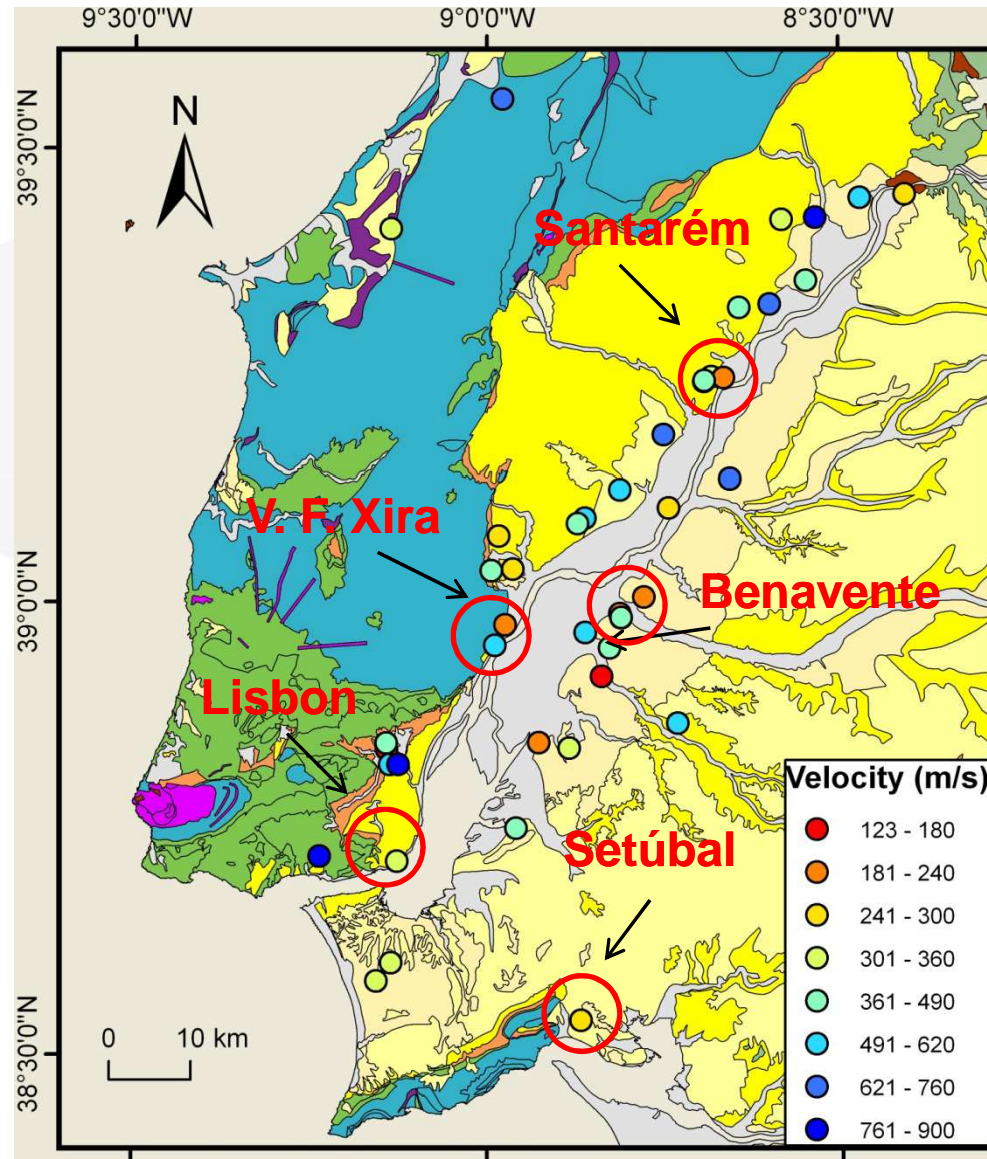 9°30'0"W
9°0'0"W
8°30'0"W
39°30'0"N
N
Santarém
V. F. Xira
39°0'0"N
Benavente
Lisbon
Velocity (m/s)
123 - 180
Setúbal
181 - 240
241 - 300
301 - 360
361 - 490
0 10 km
491 - 620
38°30'0"N
621 - 760
761 - 900